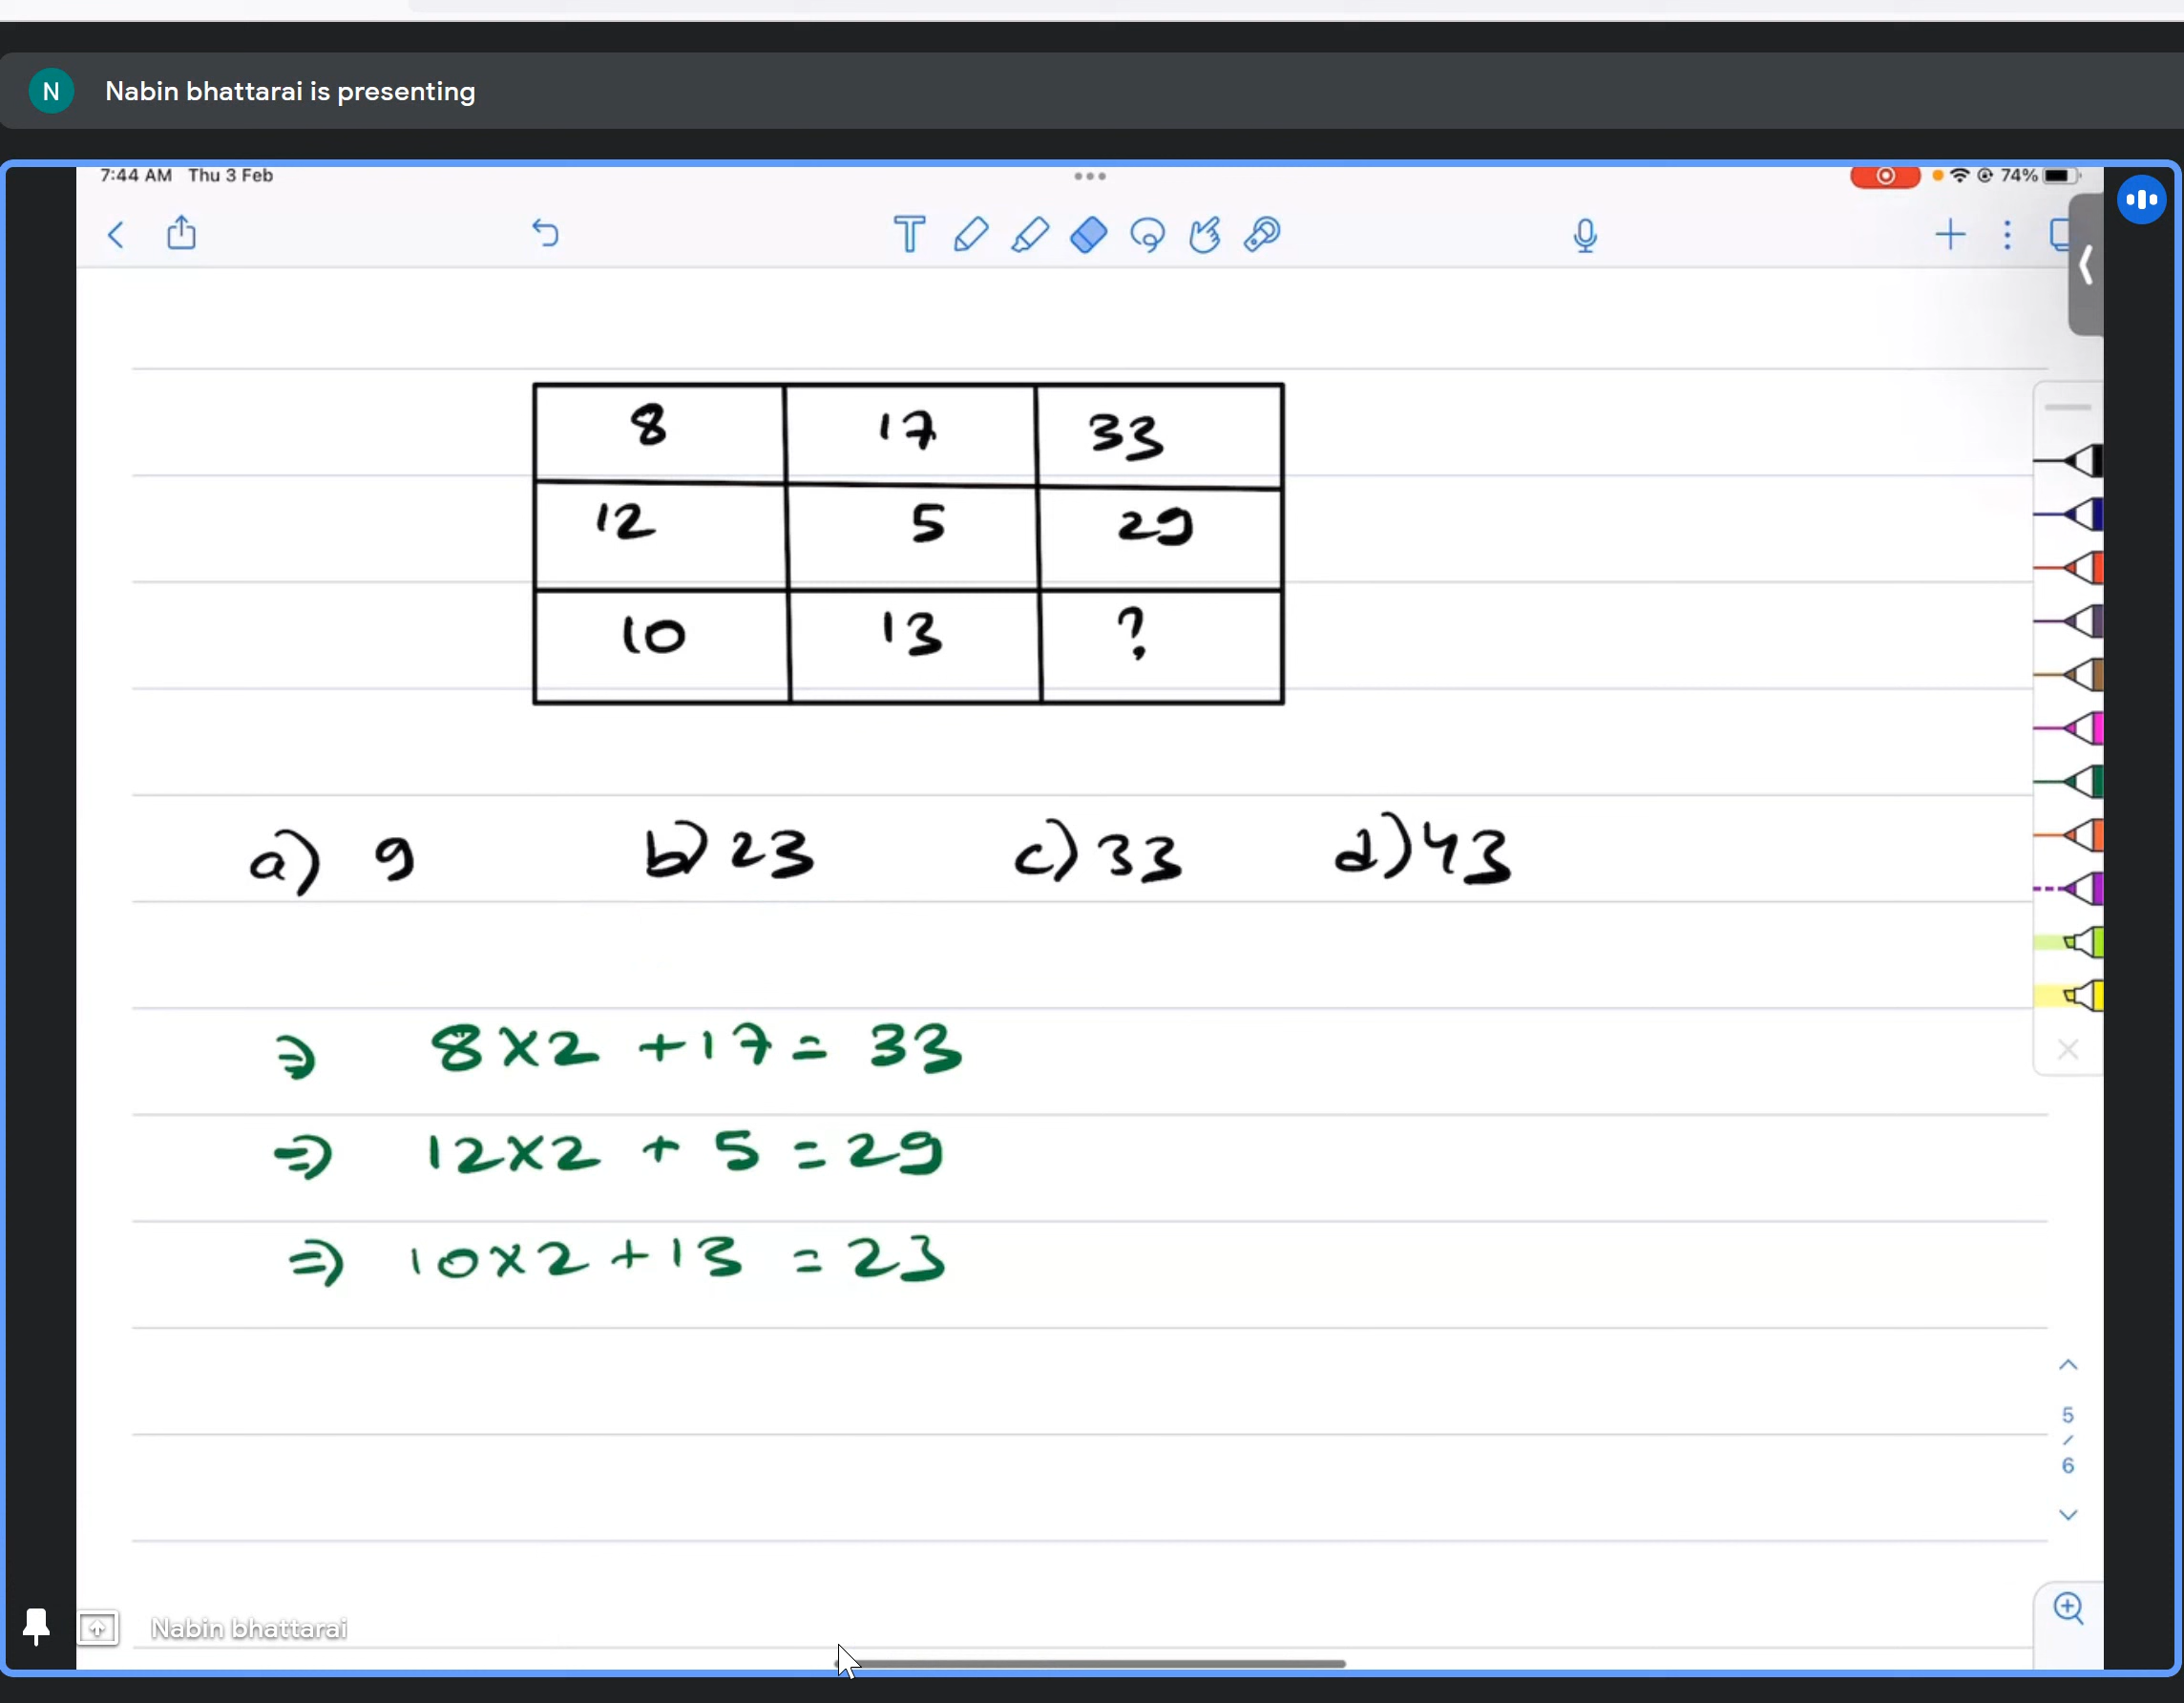 N Nabin bhattarai is presenting
7:44 AM Thu 3 Feb
74%
T
8 17 33
12 5 29
10 13 ?
a) 9 b) 23 c) 33 d) 43
⇒ 8×2 +17 = 33
⇒ 12×2 + 5 = 29
⇒ 10×2 +13 = 23
5
/
6
Nabin bhattarai